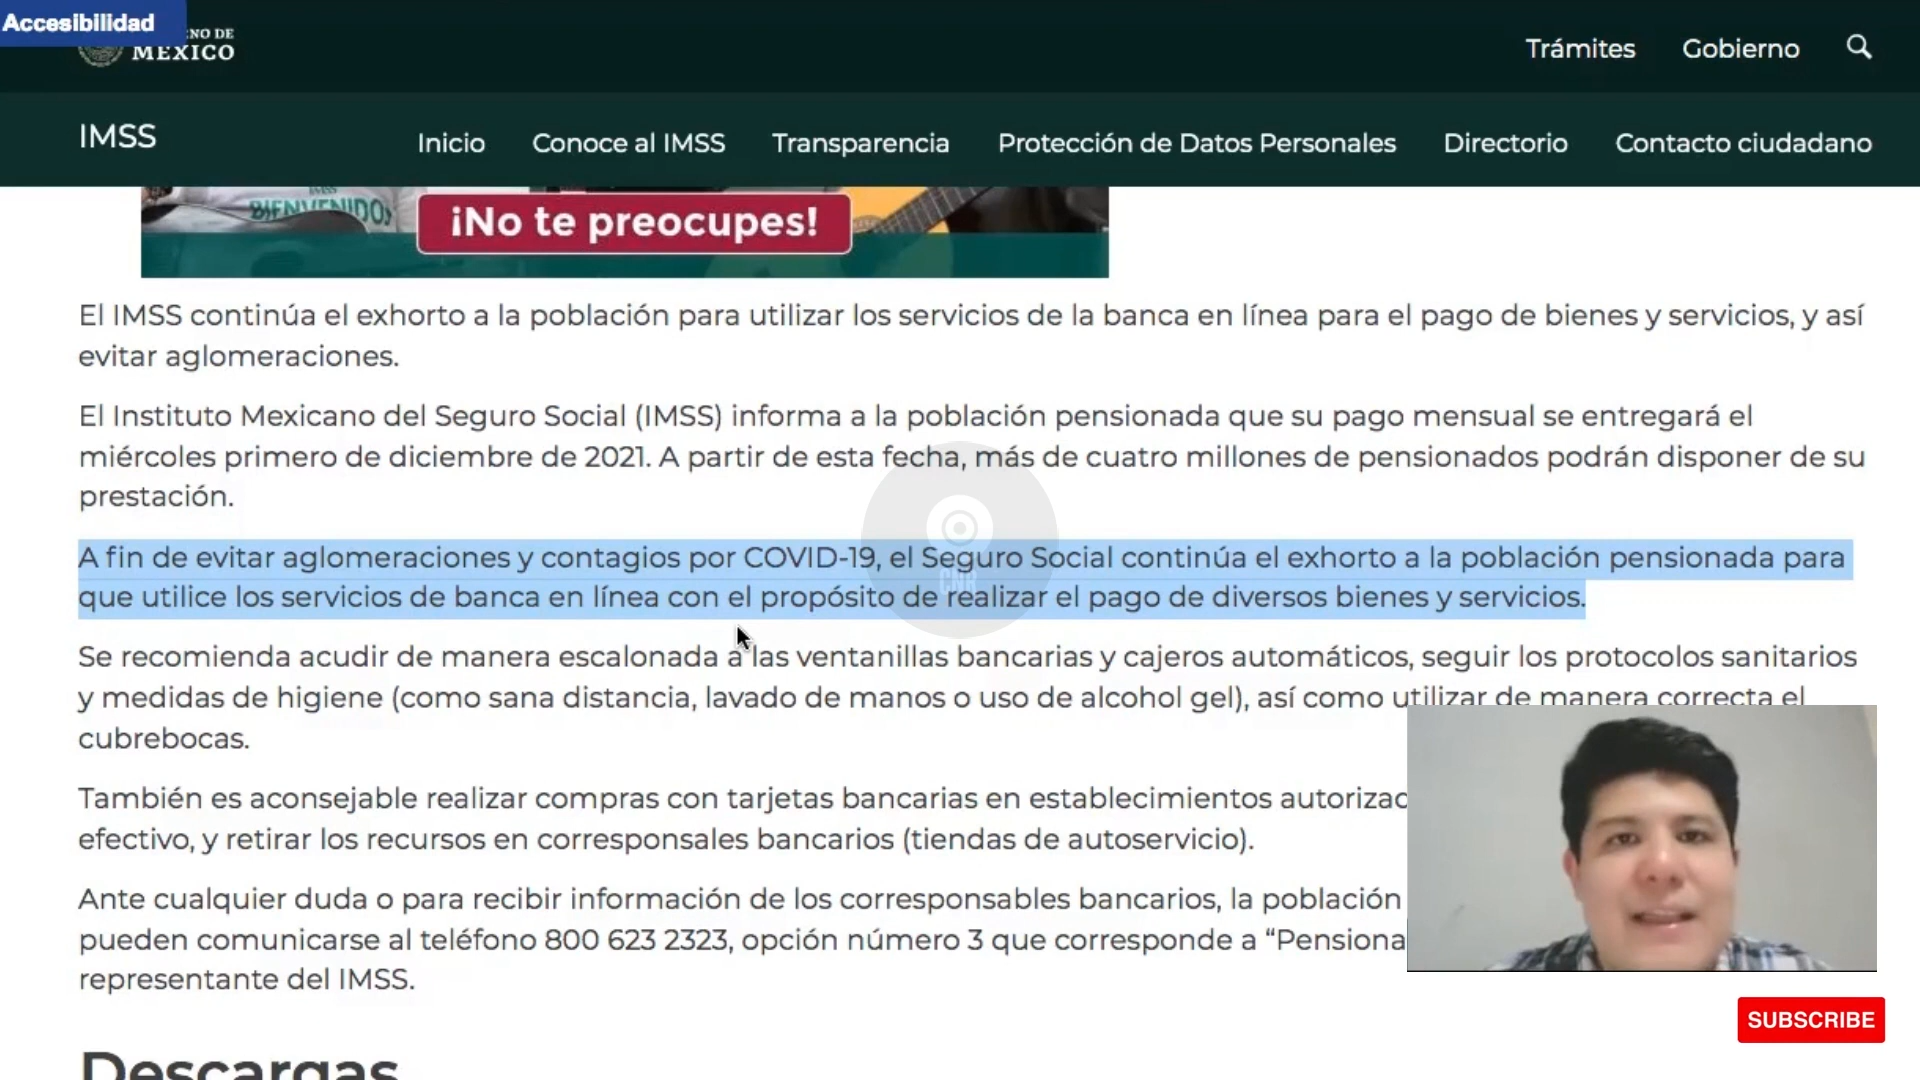 Accesibilidad
NO DE
MÉXICO
Trámites
Gobierno
IMSS
Inicio
Conoce al IMSS
Transparencia
Protección de Datos Personales
Directorio
Contacto ciudadano
IMSS
BIENVENIDOS
¡No te preocupes!
El IMSS continúa el exhorto a la población para utilizar los servicios de la banca en línea para el pago de bienes y servicios, y así
evitar aglomeraciones.
El Instituto Mexicano del Seguro Social (IMSS) informa a la población pensionada que su pago mensual se entregará el
miércoles primero de diciembre de 2021. A partir de esta fecha, más de cuatro millones de pensionados podrán disponer de su
prestación.
A fin de evitar aglomeraciones y contagios por COVID-19, el Seguro Social continúa el exhorto a la población pensionada para
que utilice los servicios de banca en línea con el propósito de realizar el pago de diversos bienes y servicios.
Se recomienda acudir de manera escalonada a las ventanillas bancarias y cajeros automáticos, seguir los protocolos sanitarios
y medidas de higiene (como sana distancia, lavado de manos o uso de alcohol gel), así como utilizar de manera correcta el
cubrebocas.
También es aconsejable realizar compras con tarjetas bancarias en establecimientos autorizad
efectivo, y retirar los recursos en corresponsales bancarios (tiendas de autoservicio).
Ante cualquier duda o para recibir información de los corresponsables bancarios, la población
pueden comunicarse al teléfono 800 623 2323, opción número 3 que corresponde a “Pensiona
representante del IMSS.
SUBSCRIBE
Descargas